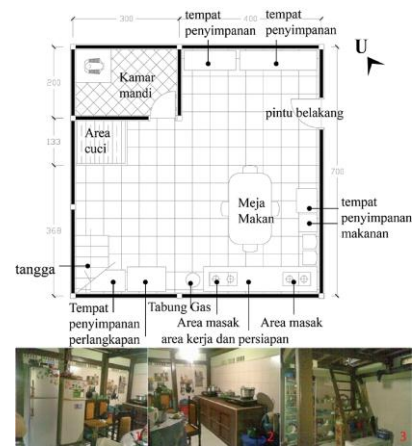 300
400
tempat
penyimpanan
tempat
penyimpanan
U
200
Kamar
mandi
pintu belakang
133
Area
cuci
700
Meja
Makan
tempat
penyimpanan
makanan
368
tangga
Tempat
penyimpanan
perlangkapan
Tabung Gas
Area masak
area kerja dan persiapan
Area masak
1
2
3